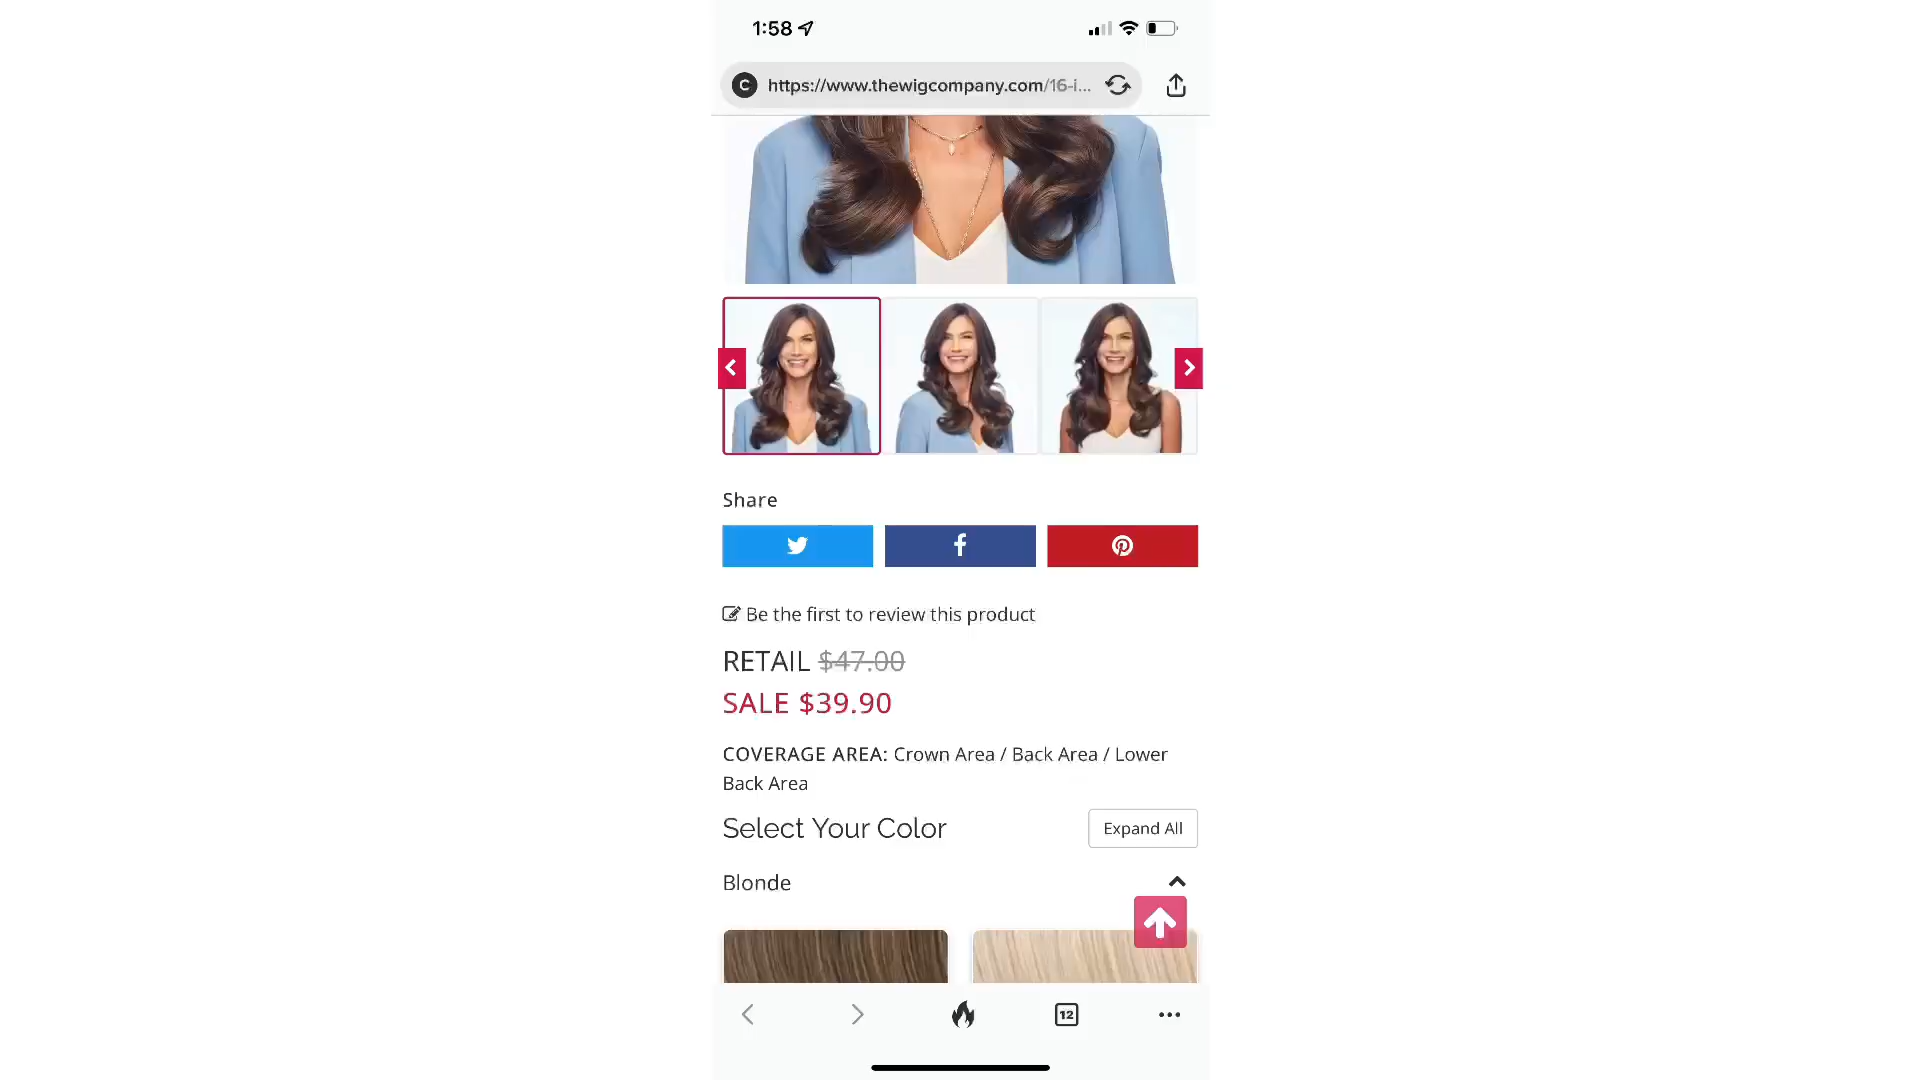 1:58
C https://www.thewigcompany.com/16-i...
Share
Be the first to review this product
RETAIL $47.00
SALE $39.90
COVERAGE AREA: Crown Area / Back Area / Lower
Back Area
Select Your Color
Expand All
Blonde
12